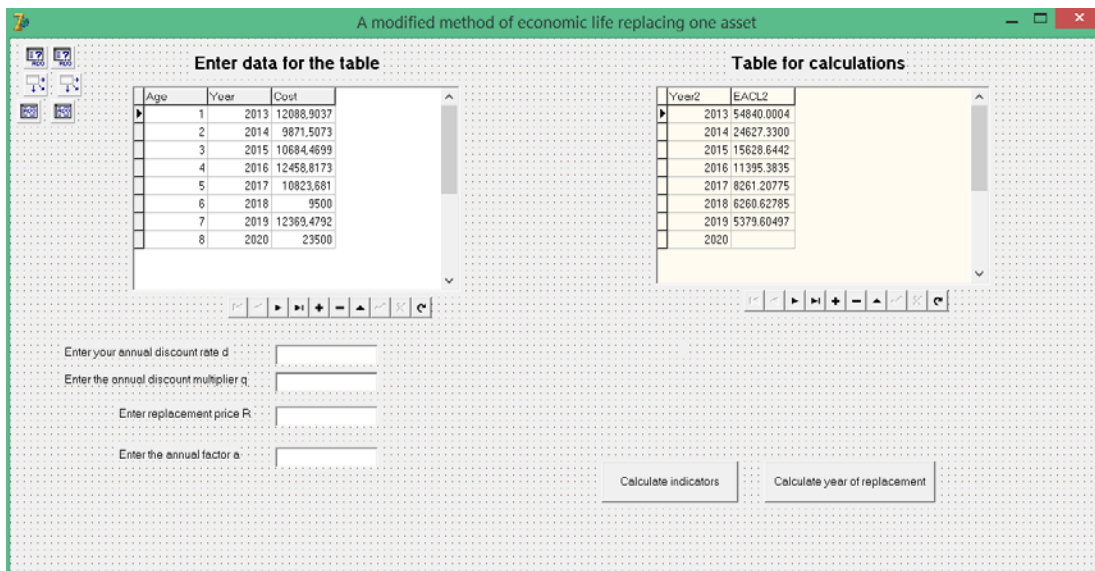 A modified method of economic life replacing one asset
Enter data for the table
Age Year Cost
1 2013 12088,9037
2 2014 9871,5073
3 2015 10684,4699
4 2016 12458,8173
5 2017 10823,681
6 2018 9500
7 2019 12369,4792
8 2020 23500
Table for calculations
Year2 EACL2
2013 54840.0004
2014 24627.3300
2015 15628.6442
2016 11395.3835
2017 8261.20775
2018 6260.62785
2019 5379.60497
2020
Enter your annual discount rate d
Enter the annual discount multiplier q
Enter replacement price R
Enter the annual factor a
Calculate indicators
Calculate year of replacement